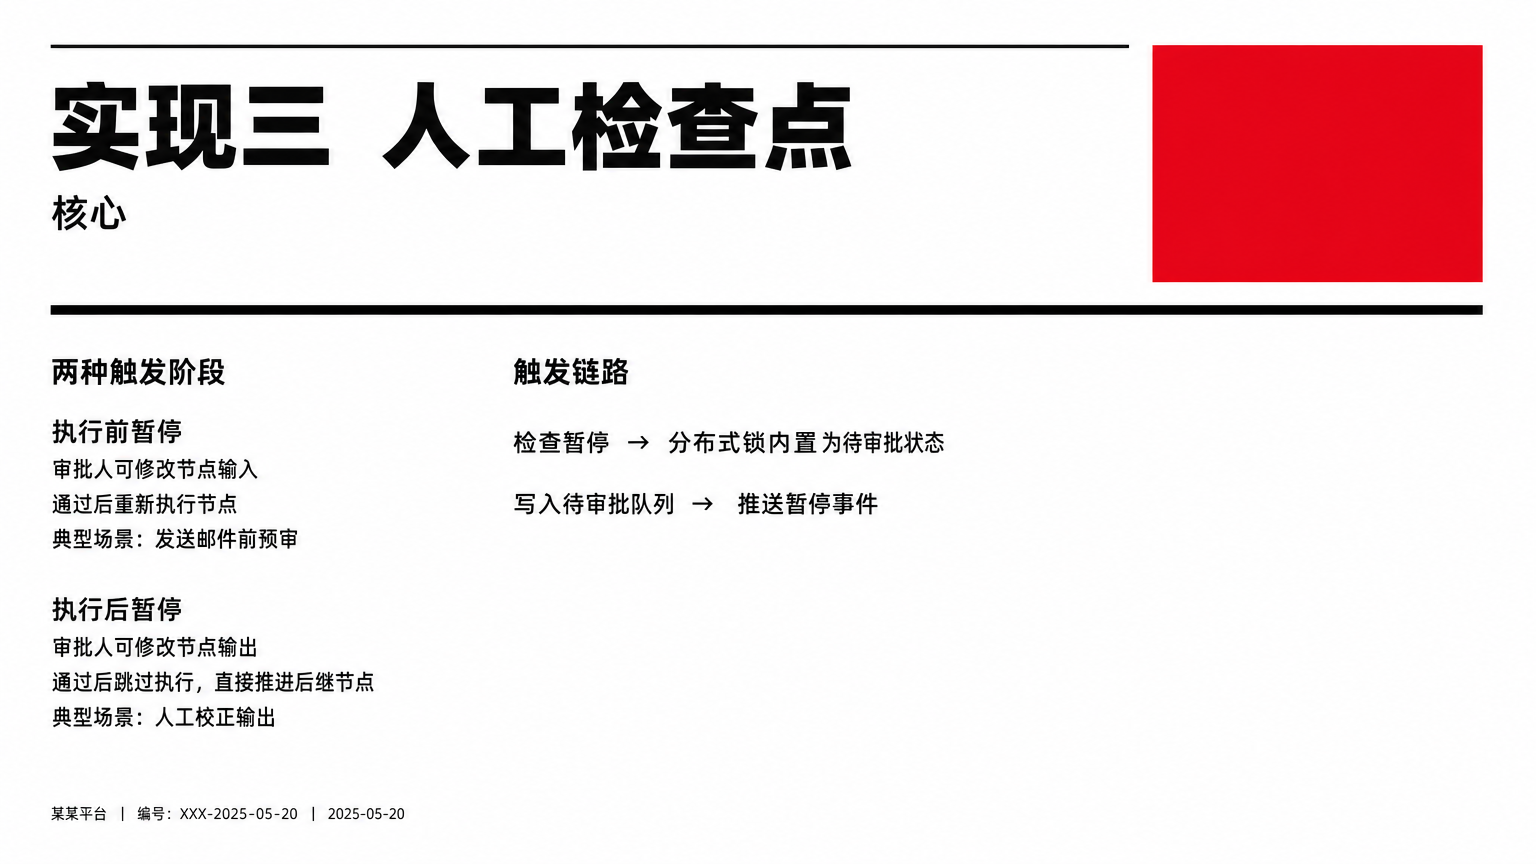 实现三 人工检查点
核心
两种触发阶段
执行前暂停
审批人可修改节点输入
通过后重新执行节点
典型场景：发送邮件前预审
执行后暂停
审批人可修改节点输出
通过后跳过执行，直接推进后继节点
典型场景：人工校正输出
触发链路
检查暂停 → 分布式锁内置为待审批状态
写入待审批队列 → 推送暂停事件
某某平台 | 编号：XXX-2025-05-20 | 2025-05-20